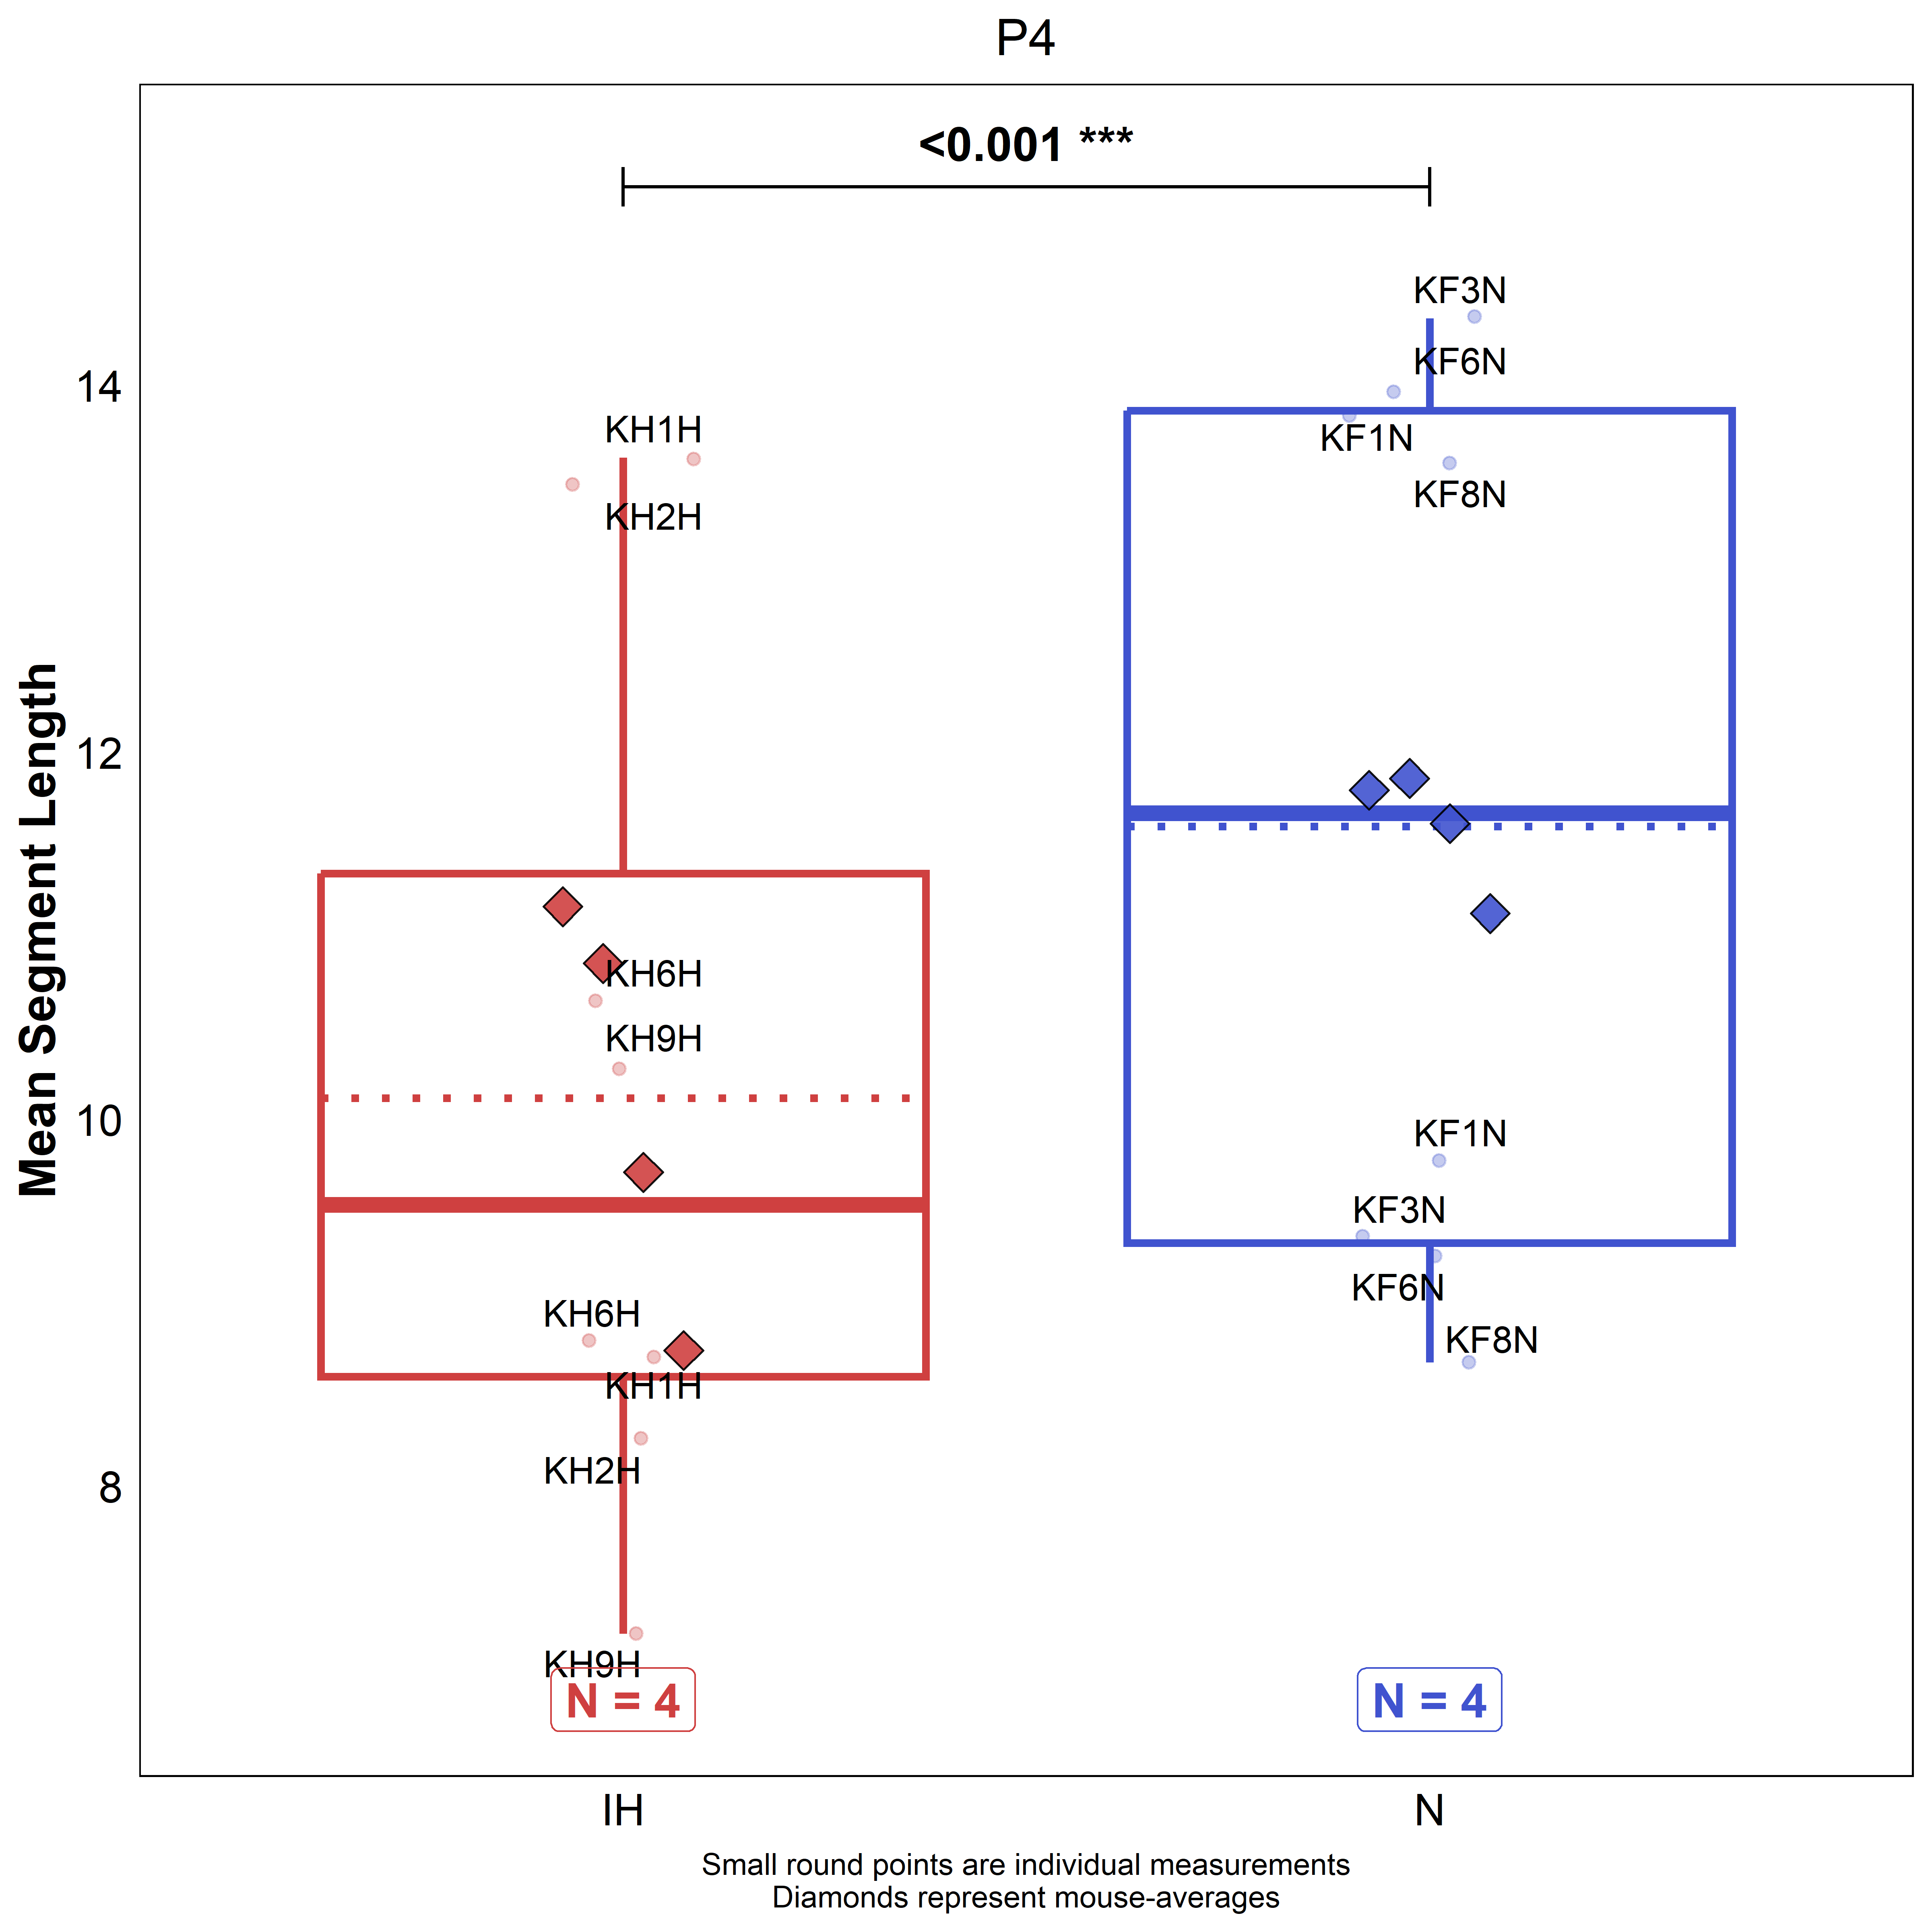 P4
<0.001 ***
KF3N
KF6N
14
KH1H
KF1N
KF8N
KH2H
12
Mean Segment Length
KH6H
KH9H
10
KF1N
KF3N
KF6N
KH6H
KF8N
KH1H
KH2H
8
KH9H
N = 4
N = 4
IH
N
Small round points are individual measurements
Diamonds represent mouse-averages